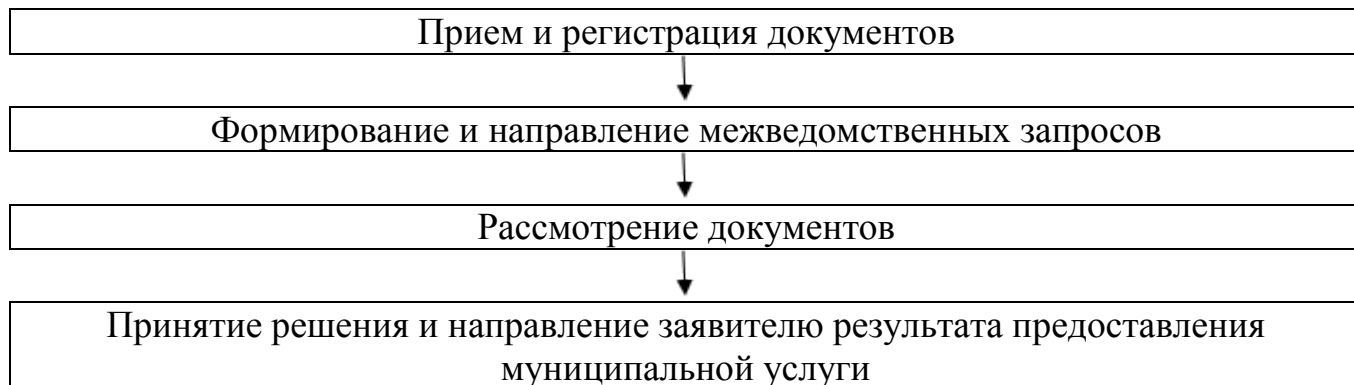 Прием и регистрация документов
Формирование и направление межведомственных запросов
Рассмотрение документов
Принятие решения и направление заявителю результата предоставления
муниципальной услуги